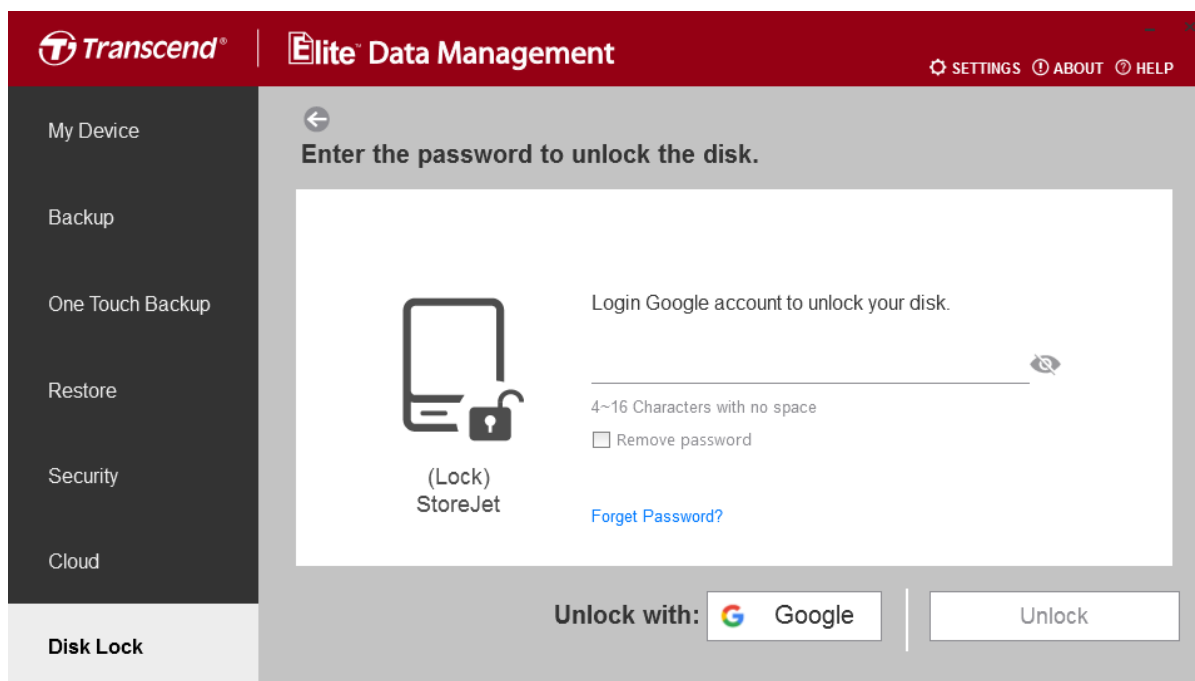 Transcend®
Elite™ Data Management
SETTINGS ABOUT HELP
My Device
Backup
One Touch Backup
Restore
Security
Cloud
Disk Lock
Enter the password to unlock the disk.
Login Google account to unlock your disk.
4~16 Characters with no space
Remove password
(Lock)
StoreJet
Forget Password?
Unlock with: Google
Unlock